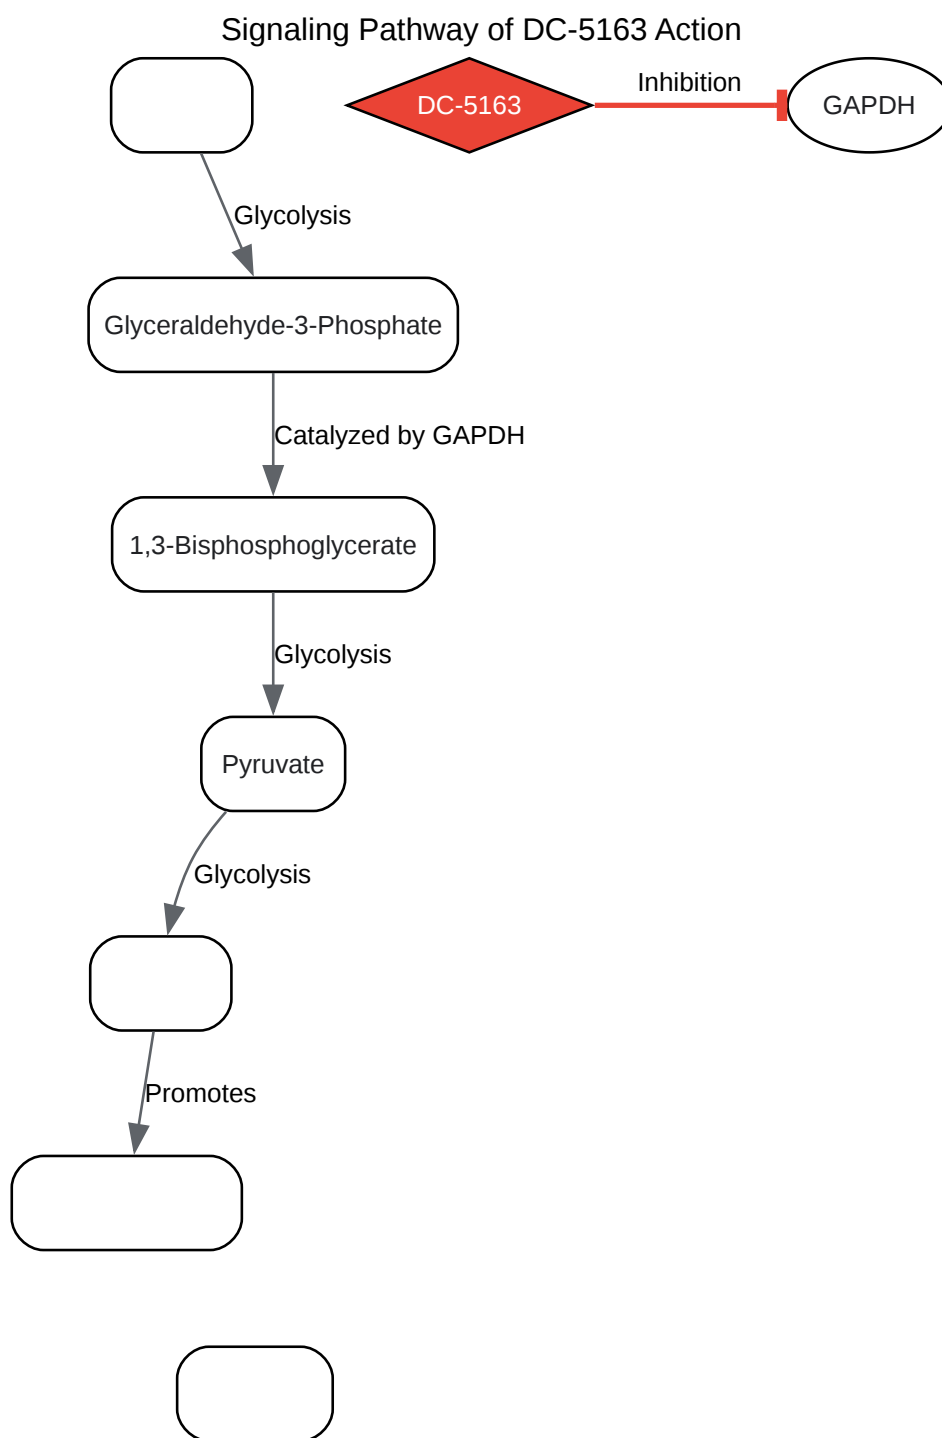 Signaling Pathway of DC-5163 Action
DC-5163
Inhibition
GAPDH
Glycolysis
Glyceraldehyde-3-Phosphate
Catalyzed by GAPDH
1,3-Bisphosphoglycerate
Glycolysis
Pyruvate
Glycolysis
Promotes